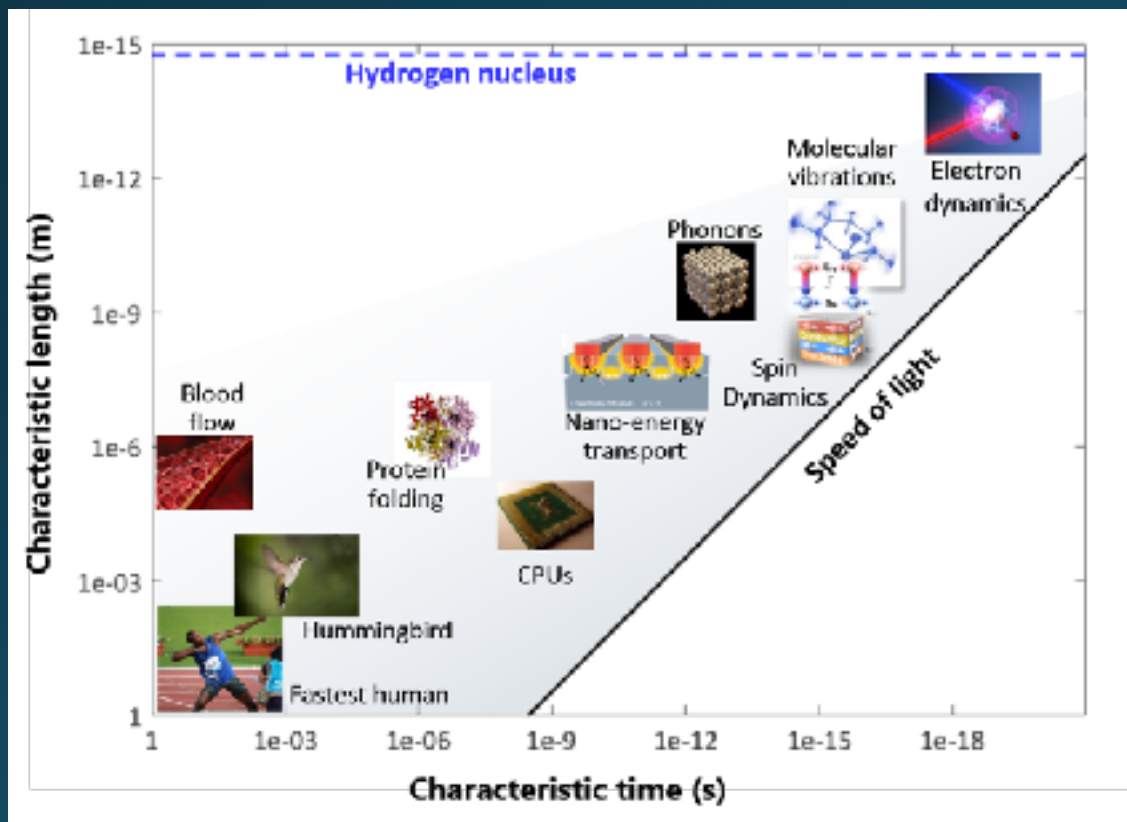 1e-15
Hydrogen nucleus
Molecular
vibrations
1e-12
Electron
dynamics
Phonons
1e-9
Spin
Dynamics
Speed of light
Blood
flow
Nano-energy
transport
1e-6
Protein
folding
CPUs
1e-03
Hummingbird
Fastest human
1
1
1e-03
1e-06
1e-9
1e-12
1e-15
1e-18
Characteristic length (m)
Characteristic time (s)